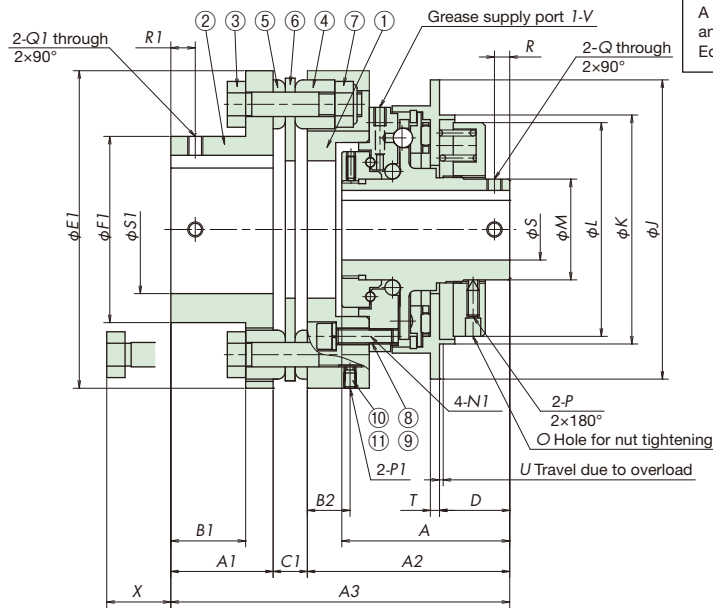 ② ③ ⑤ ⑥ ④ ⑦ ①
Grease supply port 1-V
A
an
Ec
2-Q1 through
2×90°
R1
R
2-Q through
2×90°
φE1
φF1
φS1
φS
φM
φL
φK
φJ
4-N1
2-P
2×180°
⑩ ⑧
⑪ ⑨
O Hole for nut tightening
2-P1
U Travel due to overload
B2
T
D
B1
A
A1
C1
A2
X
A3